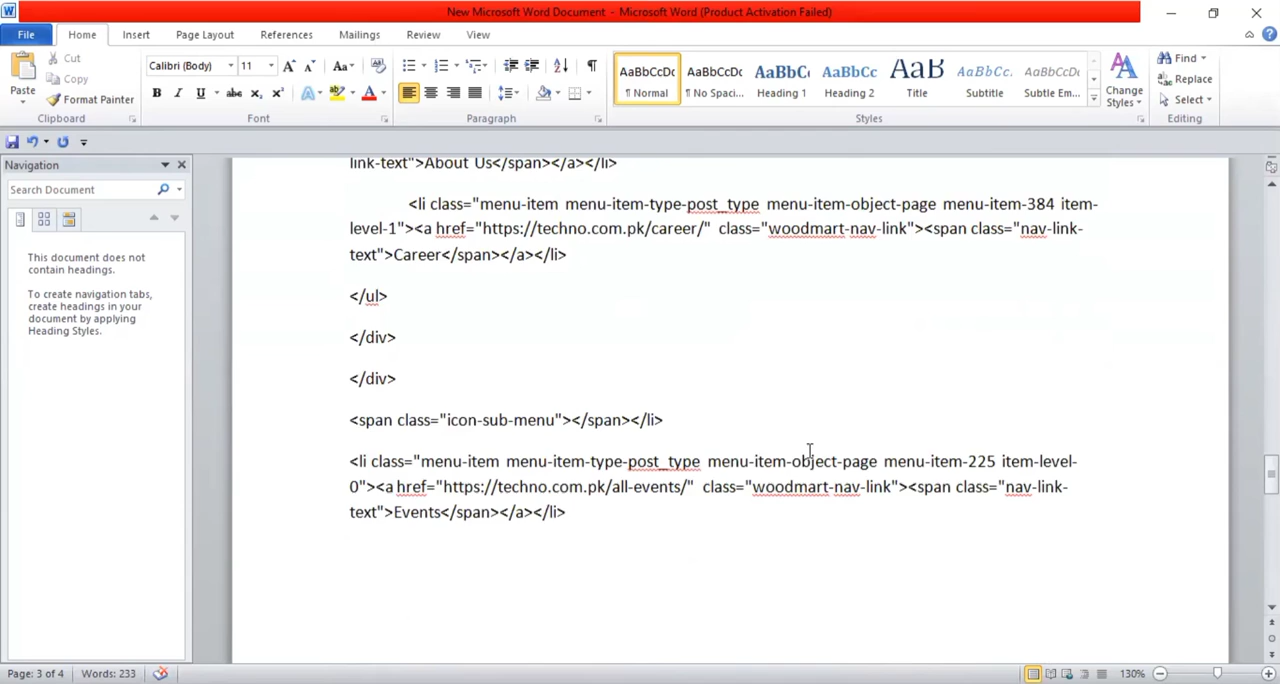 New Microsoft Word Document - Microsoft Word (Product Activation Failed)
File Home Insert Page Layout References Mailings Review View
Paste
Cut
Copy
Format Painter
Clipboard
Calibri (Body) 11
Font
Paragraph
AaBbCcDc AaBbCcDc AaBbC( AaBbCc AaB AaBbCc. AaBbCcDc
¶ Normal ¶ No Spaci... Heading 1 Heading 2 Title Subtitle Subtle Em...
Styles
Change
Styles
Find
Replace
Select
Editing
Navigation
Search Document
This document does not
contain headings.
To create navigation tabs,
create headings in your
document by applying
Heading Styles.
link-text">About Us</span></a></li>
<li class="menu-item menu-item-type-post_type menu-item-object-page menu-item-384 item-
level-1"><a href="https://techno.com.pk/career/" class="woodmart-nav-link"><span class="nav-link-
text">Career</span></a></li>
</ul>
</div>
</div>
<span class="icon-sub-menu"></span></li>
<li class="menu-item menu-item-type-post_type menu-item-object-page menu-item-225 item-level-
0"><a href="https://techno.com.pk/all-events/" class="woodmart-nav-link"><span class="nav-link-
text">Events</span></a></li>
Page: 3 of 4 Words: 233
130%